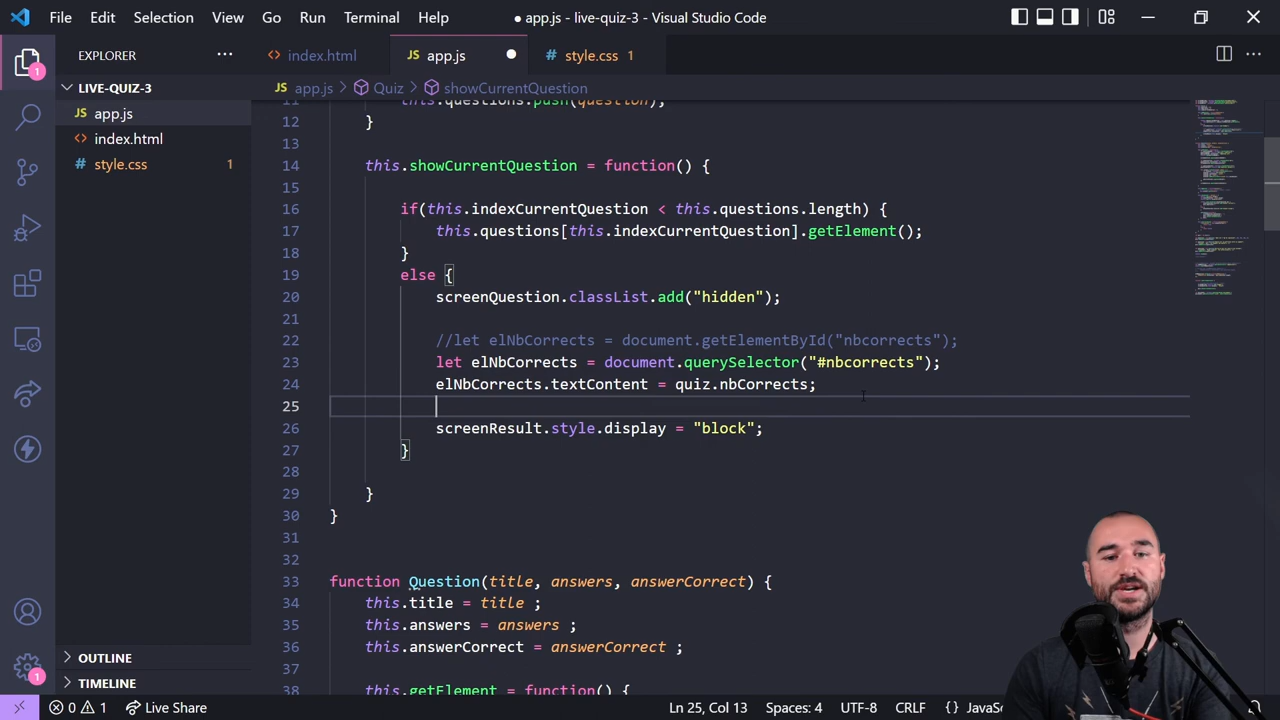 File Edit Selection View Go Run Terminal Help
● app.js - live-quiz-3 - Visual Studio Code
EXPLORER
index.html
JS app.js
style.css 1
LIVE-QUIZ-3
JS app.js
index.html
style.css 1
OUTLINE
TIMELINE
JS app.js > Quiz > showCurrentQuestion
11 this.questions.push(question);
12 }
13
14 this.showCurrentQuestion = function() {
15
16 if(this.indexCurrentQuestion < this.questions.length) {
17 this.questions[this.indexCurrentQuestion].getElement();
18 }
19 else {
20 screenQuestion.classList.add("hidden");
21
22 //let elNbCorrects = document.getElementById("nbcorrects");
23 let elNbCorrects = document.querySelector("#nbcorrects");
24 elNbCorrects.textContent = quiz.nbCorrects;
25
26 screenResult.style.display = "block";
27 }
28
29 }
30 }
31
32
33 function Question(title, answers, answerCorrect) {
34 this.title = title ;
35 this.answers = answers ;
36 this.answerCorrect = answerCorrect ;
37
38 this.getElement = function() {
1
1
0 1 Live Share
Ln 25, Col 13 Spaces: 4 UTF-8 CRLF {} JavaSc